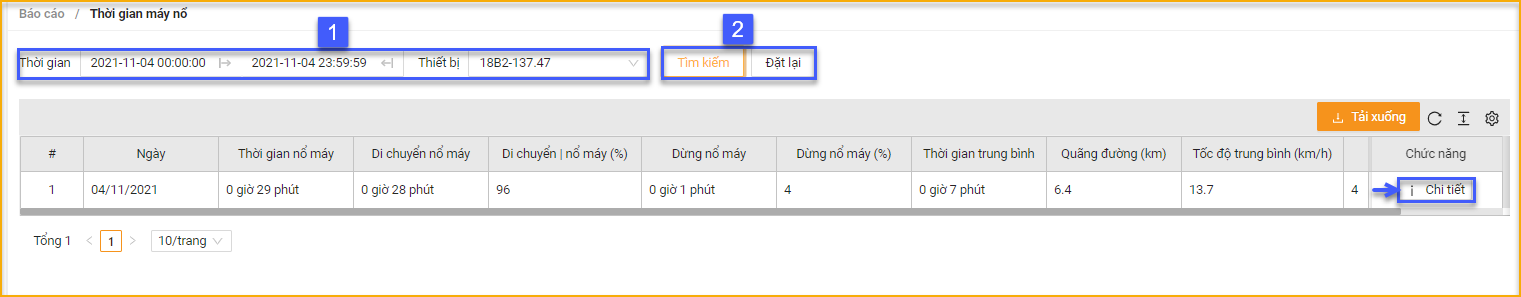 Báo cáo / Thời gian máy nổ
1
2
Thời gian 2021-11-04 00:00:00 2021-11-04 23:59:59 Thiết bị 18B2-137.47 Tìm kiếm Đặt lại
Tải xuống
# Ngày Thời gian nổ máy Di chuyển nổ máy Di chuyển | nổ máy (%) Dừng nổ máy Dừng nổ máy (%) Thời gian trung bình Quãng đường (km) Tốc độ trung bình (km/h) Chức năng
1 04/11/2021 0 giờ 29 phút 0 giờ 28 phút 96 0 giờ 1 phút 4 0 giờ 7 phút 6.4 13.7 4 Chi tiết
Tổng 1 < 1 > 10/trang